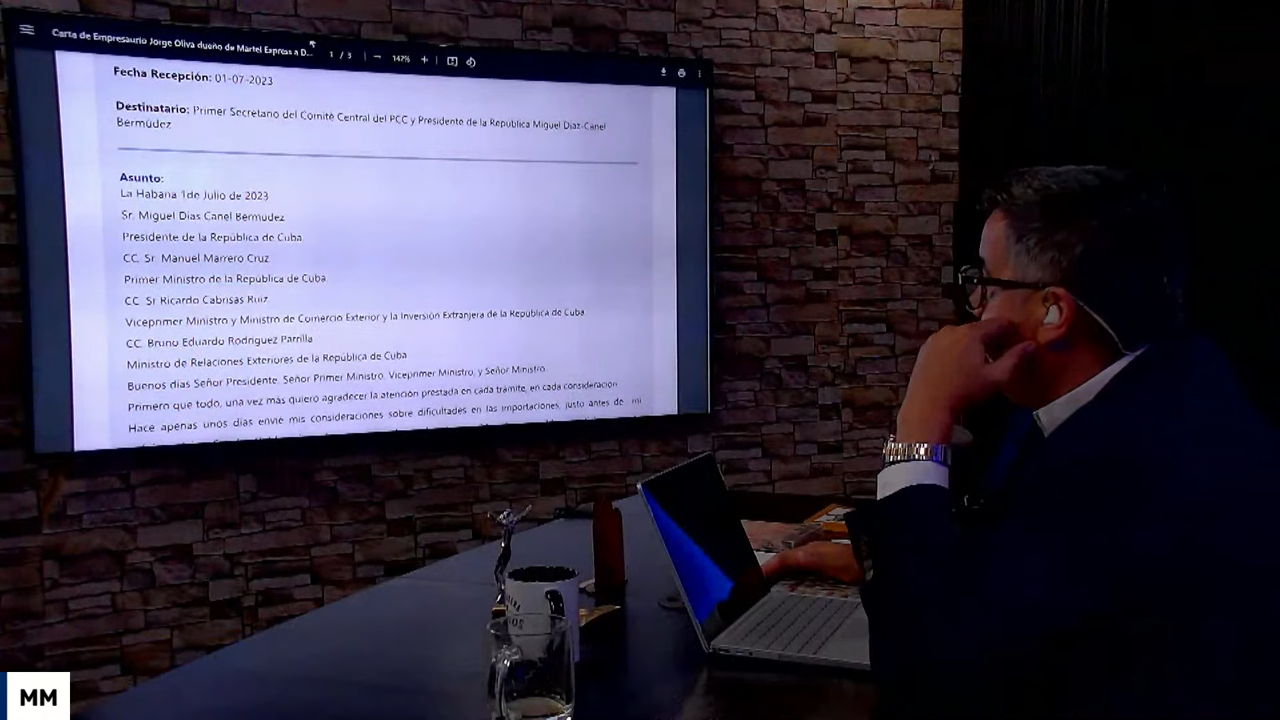 Carta de Empresaurio Jorge Oliva dueño de Martel Express a D...
1 / 3
142%
Fecha Recepción: 01-07-2023
Destinatario: Primer Secretario del Comité Central del PCC y Presidente de la República Miguel Díaz-Canel
Bermúdez
Asunto:
La Habana 1de Julio de 2023
Sr. Miguel Dias Canel Bermudez
Presidente de la República de Cuba
CC. Sr. Manuel Marrero Cruz
Primer Ministro de la República de Cuba
CC. Sr Ricardo Cabrisas Ruiz
Viceprimer Ministro y Ministro de Comercio Exterior y la Inversión Extranjera de la República de Cuba
CC. Bruno Eduardo Rodriguez Parrilla
Ministro de Relaciones Exteriores de la República de Cuba
Buenos días Señor Presidente, Señor Primer Ministro, Viceprimer Ministro, y Señor Ministro
Primero que todo, una vez más quiero agradecer la atención prestada en cada trámite, en cada consideración
Hace apenas unos días envie mis consideraciones sobre dificultades en las importaciones, justo antes de mi
MM